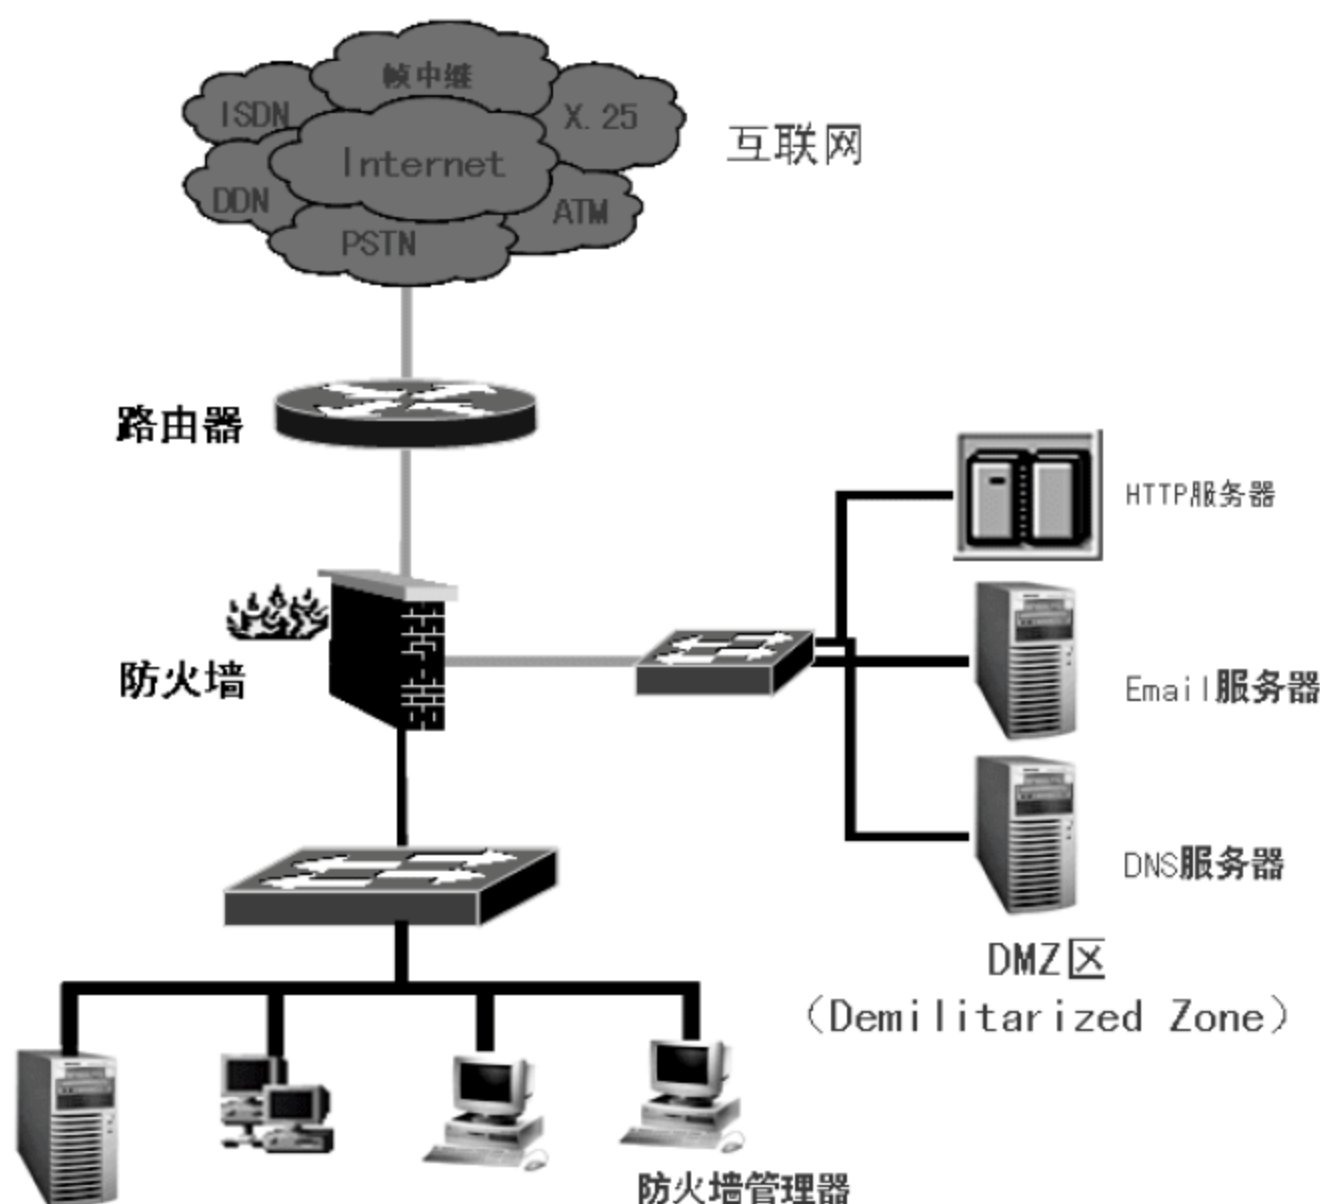 帧中继
ISDN
X.25
互联网
Internet
DDN
ATM
PSTN
路由器
HTTP服务器
防火墙
Email服务器
DNS服务器
DMZ区
（Demilitarized Zone）
防火墙管理器